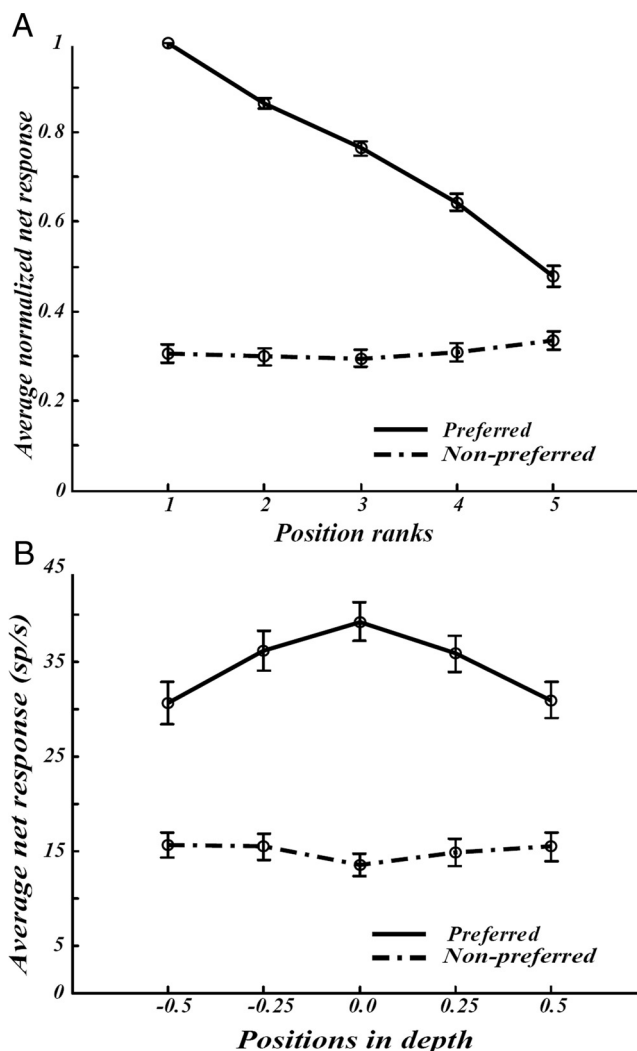 A
Average normalized net response
1
0.8
0.6
0.4
0.2
0
Preferred
Non-preferred
1 2 3 4 5
Position ranks
B
Average net response (sp/s)
45
35
25
15
5
0
Preferred
Non-preferred
-0.5 -0.25 0.0 0.25 0.5
Positions in depth